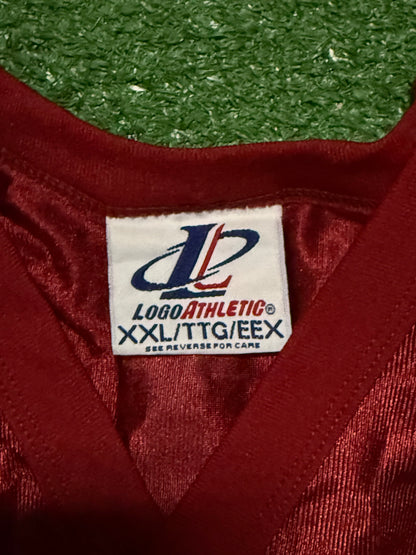 L
LOGO ATHLETIC®
XXL/TTG/EEX
SEE REVERSE FOR CARE